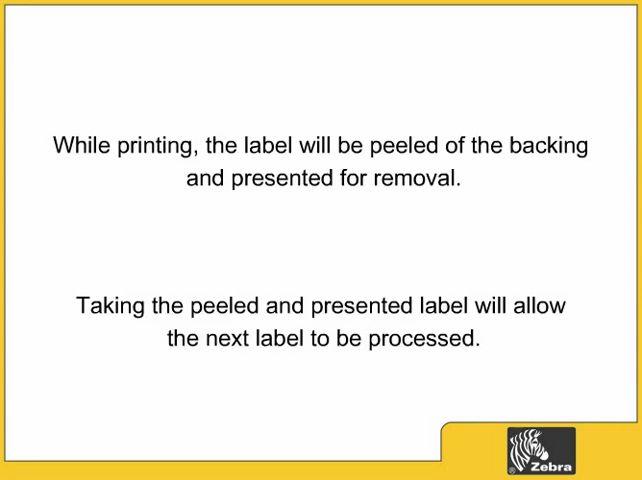 While printing, the label will be peeled of the backing
and presented for removal.
Taking the peeled and presented label will allow
the next label to be processed.
Zebra